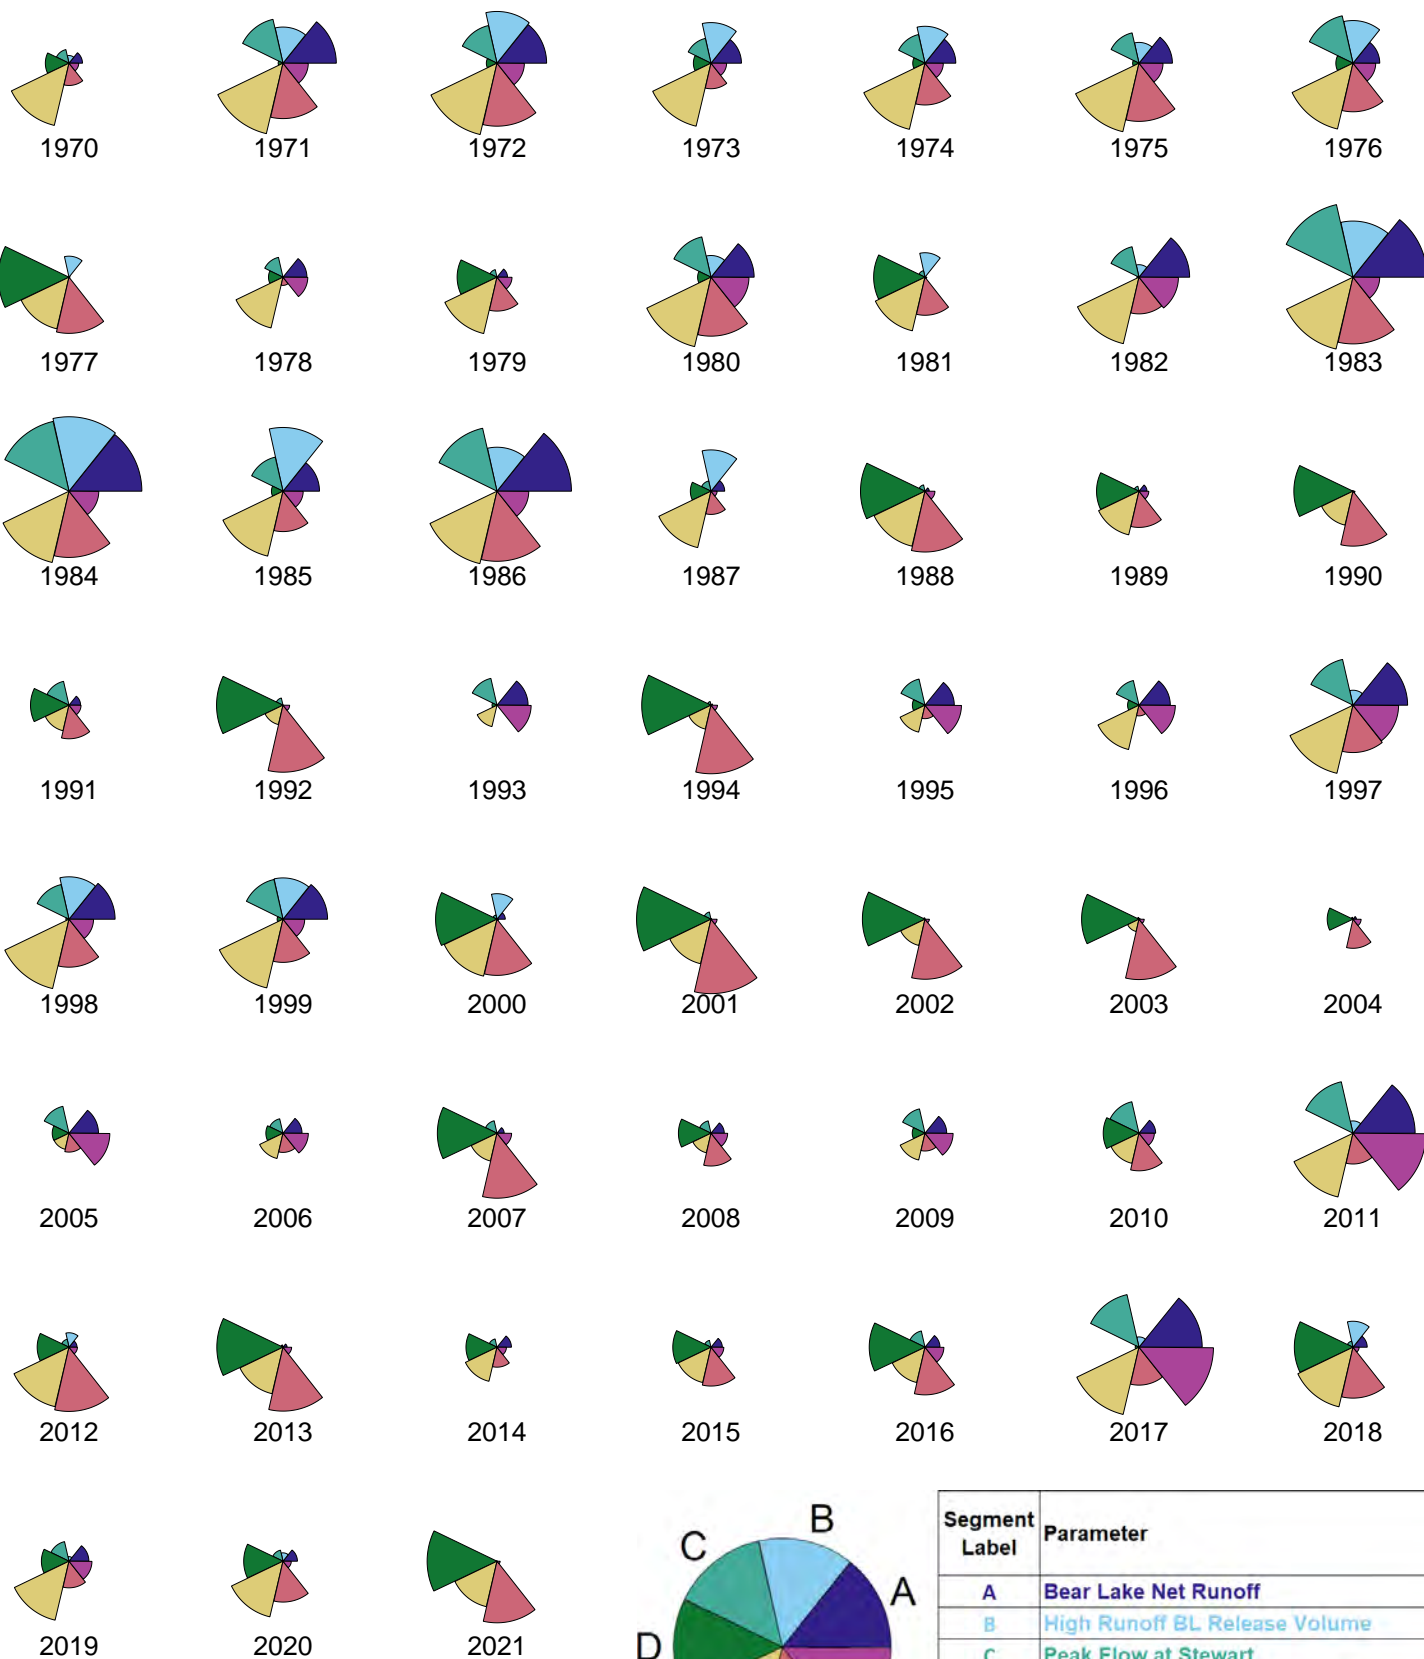 1970 1971 1972 1973 1974 1975 1976
1977 1978 1979 1980 1981 1982 1983
1984 1985 1986 1987 1988 1989 1990
1991 1992 1993 1994 1995 1996 1997
1998 1999 2000 2001 2002 2003 2004
2005 2006 2007 2008 2009 2010 2011
2012 2013 2014 2015 2016 2017 2018
2019 2020 2021
B
C
A
D
Segment Label Parameter
A Bear Lake Net Runoff
B High Runoff BL Release Volume
C Peak Flow at Stewart